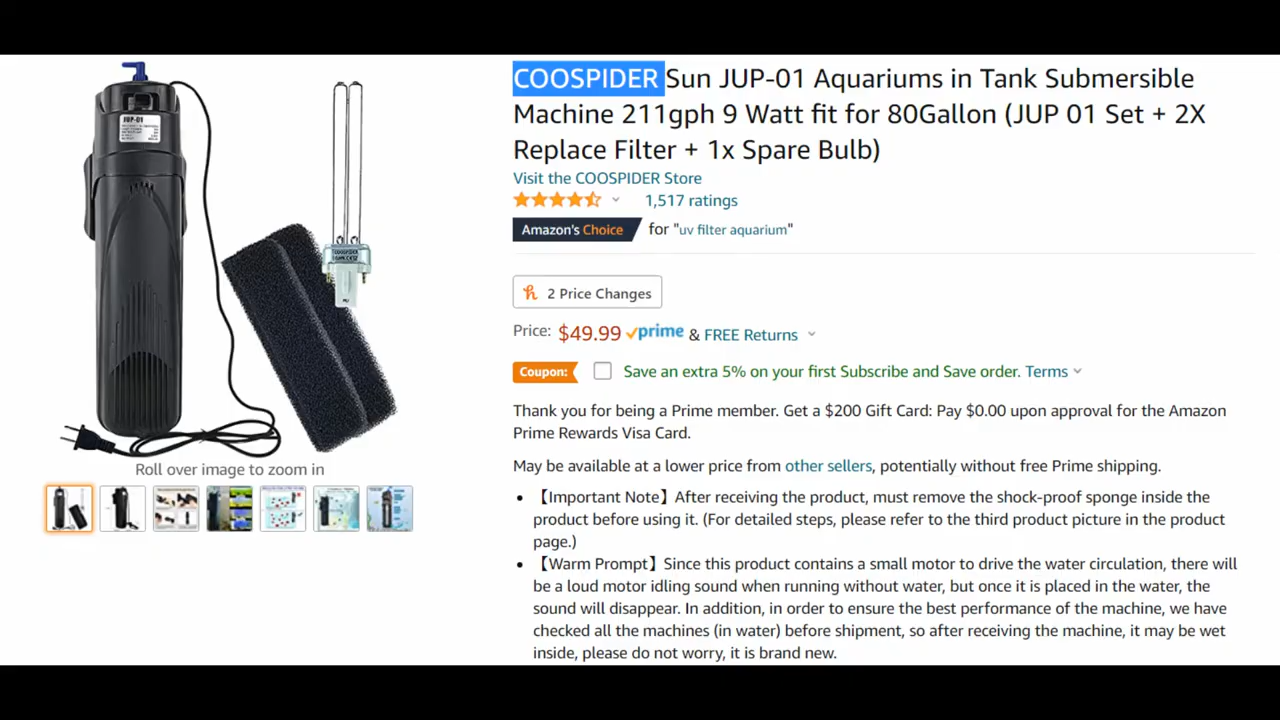 COOSPIDER Sun JUP-01 Aquariums in Tank Submersible
Machine 211gph 9 Watt fit for 80Gallon (JUP 01 Set + 2X
Replace Filter + 1x Spare Bulb)
Visit the COOSPIDER Store
1,517 ratings
Amazon's Choice for "uv filter aquarium"
2 Price Changes
Price: $49.99 prime & FREE Returns
Coupon: Save an extra 5% on your first Subscribe and Save order. Terms
Thank you for being a Prime member. Get a $200 Gift Card: Pay $0.00 upon approval for the Amazon
Prime Rewards Visa Card.
May be available at a lower price from other sellers, potentially without free Prime shipping.
• 【Important Note】After receiving the product, must remove the shock-proof sponge inside the
product before using it. (For detailed steps, please refer to the third product picture in the product
page.)
• 【Warm Prompt】Since this product contains a small motor to drive the water circulation, there will
be a loud motor idling sound when running without water, but once it is placed in the water, the
sound will disappear. In addition, in order to ensure the best performance of the machine, we have
checked all the machines (in water) before shipment, so after receiving the machine, it may be wet
inside, please do not worry, it is brand new.
JUP-01
COOSPIDER
Roll over image to zoom in